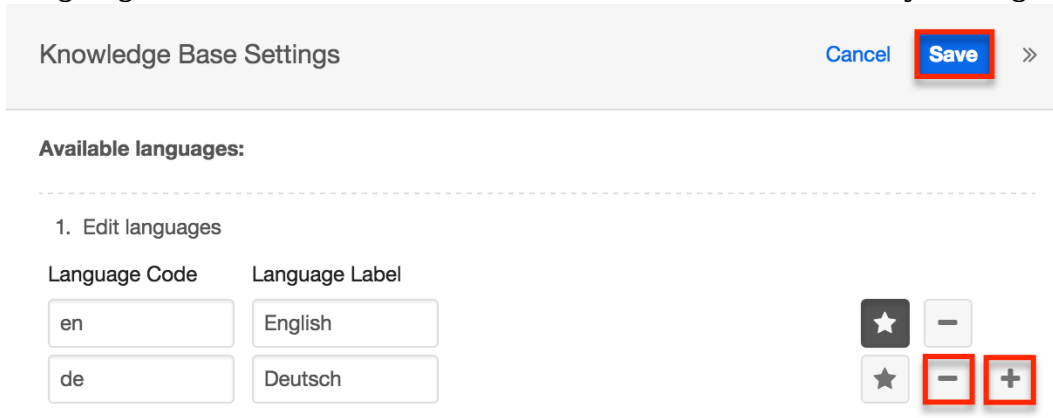 Knowledge Base Settings Cancel Save »
Available languages:
1. Edit languages
Language Code Language Label
en English
de Deutsch